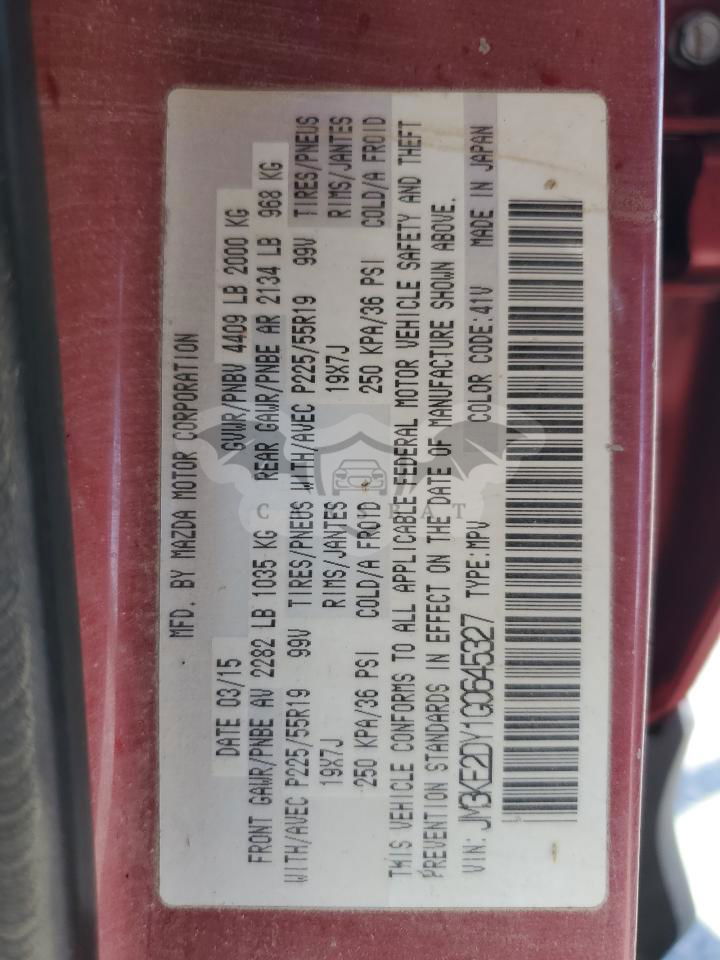 MFD. BY MAZDA MOTOR CORPORATION
DATE 03/15 GVWR/PNBV 4409 LB 2000 KG
FRONT GAWR/PNBE AV 2282 LB 1035 KG REAR GAWR/PNBE AR 2134 LB 968 KG
WITH/AVEC P225/55R19 99V TIRES/PNEUS WITH/AVEC P225/55R19 99V TIRES/PNEUS
19X7J RIMS/JANTES 19X7J RIMS/JANTES
250 KPA/36 PSI COLD/A FROID 250 KPA/36 PSI COLD/A FROID
THIS VEHICLE CONFORMS TO ALL APPLICABLE FEDERAL MOTOR VEHICLE SAFETY AND THEFT
PREVENTION STANDARDS IN EFFECT ON THE DATE OF MANUFACTURE SHOWN ABOVE.
VIN: JM3KE2DY1G0645327 TYPE:MPV COLOR CODE:41V MADE IN JAPAN